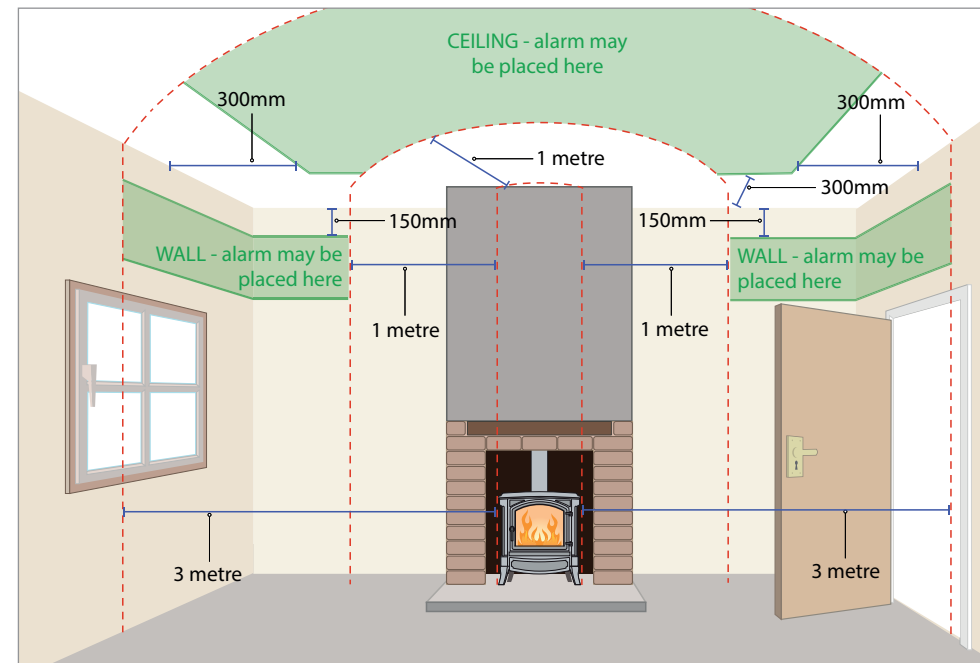 CEILING - alarm may
be placed here
300mm
300mm
1 metre
300mm
150mm
150mm
WALL - alarm may be
placed here
WALL - alarm may be
placed here
1 metre
1 metre
3 metre
3 metre